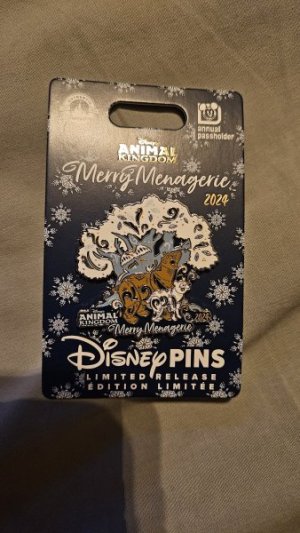 annual
passholder
Disney
ANIMAL
KINGDOM
Merry Menagerie
2024
ANIMAL
KINGDOM
2024
Merry Menagerie
Disney PINS
LIMITED RELEASE
ÉDITION LIMITÉE